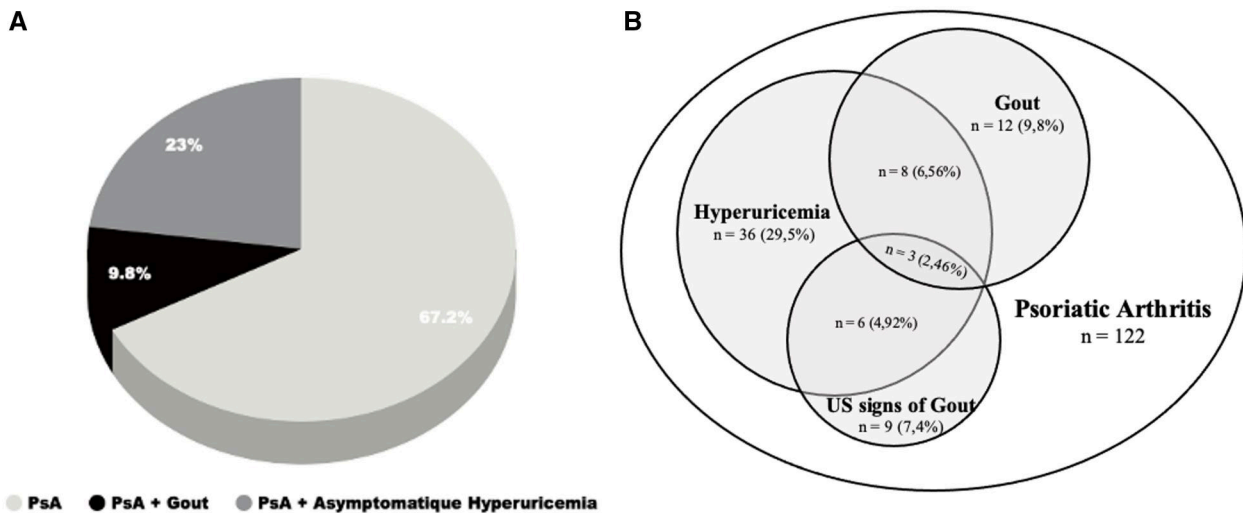 A
23%
9.8%
67.2%
PsA PsA + Gout PsA + Asymptomatique Hyperuricemia
B
Gout
n = 12 (9,8%)
n = 8 (6,56%)
Hyperuricemia
n = 36 (29,5%)
n = 3 (2,46%)
Psoriatic Arthritis
n = 122
n = 6 (4,92%)
US signs of Gout
n = 9 (7,4%)